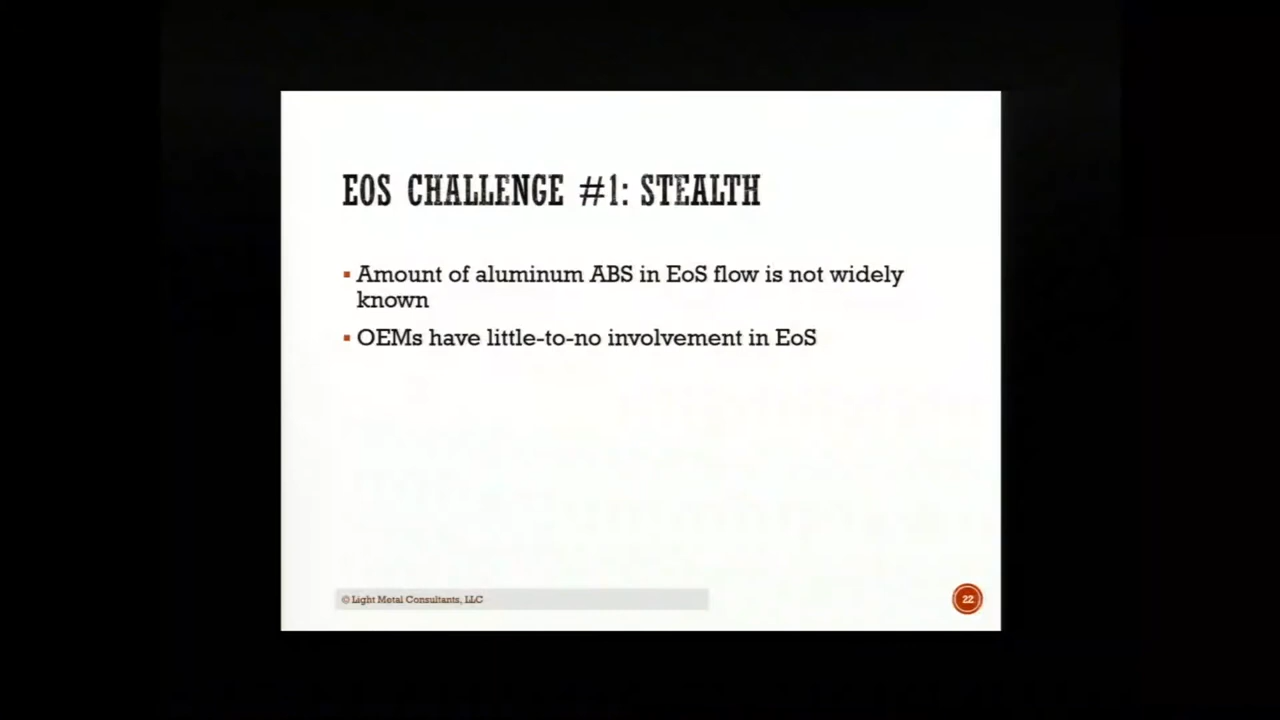 EOS CHALLENGE #1: STEALTH
▪ Amount of aluminum ABS in EoS flow is not widely
known
▪ OEMs have little-to-no involvement in EoS
© Light Metal Consultants, LLC
22